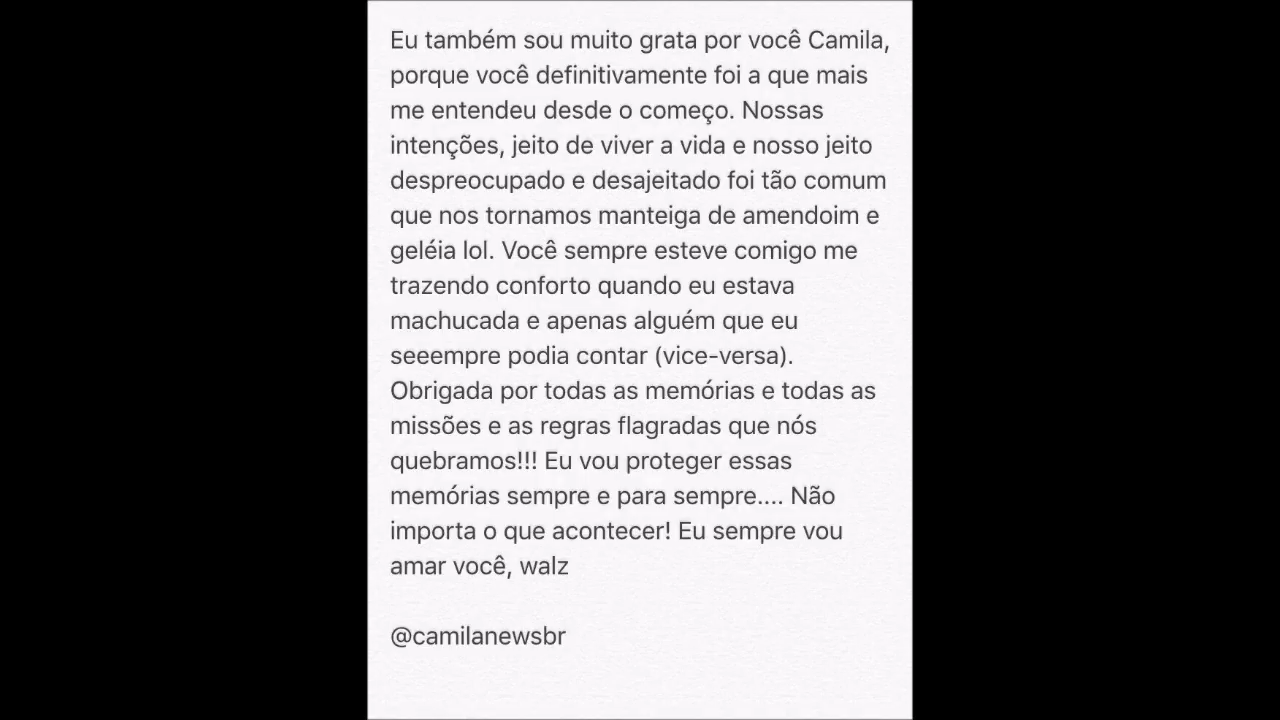 Eu também sou muito grata por você Camila,
porque você definitivamente foi a que mais
me entendeu desde o começo. Nossas
intenções, jeito de viver a vida e nosso jeito
despreocupado e desajeitado foi tão comum
que nos tornamos manteiga de amendoim e
geléia lol. Você sempre esteve comigo me
trazendo conforto quando eu estava
machucada e apenas alguém que eu
seeempre podia contar (vice-versa).
Obrigada por todas as memórias e todas as
missões e as regras flagradas que nós
quebramos!!! Eu vou proteger essas
memórias sempre e para sempre.... Não
importa o que acontecer! Eu sempre vou
amar você, walz
@camilanewsbr